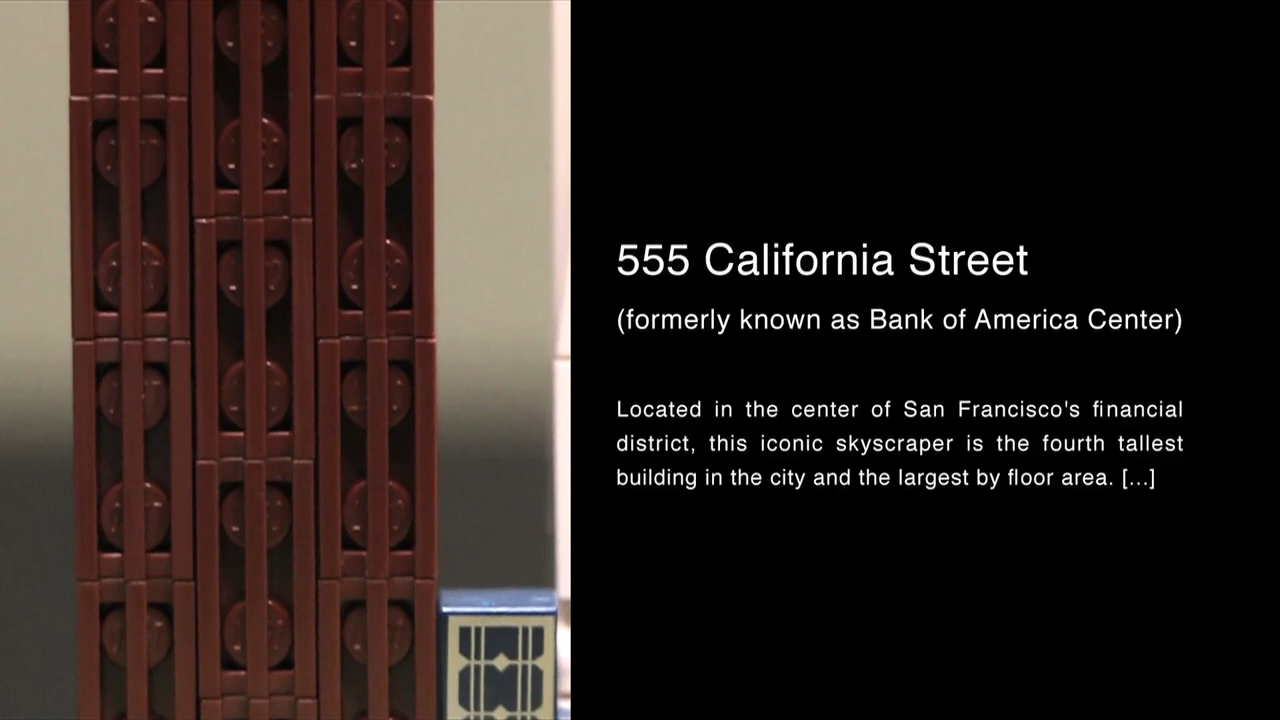 555 California Street
(formerly known as Bank of America Center)
Located in the center of San Francisco's financial
district, this iconic skyscraper is the fourth tallest
building in the city and the largest by floor area. [...]